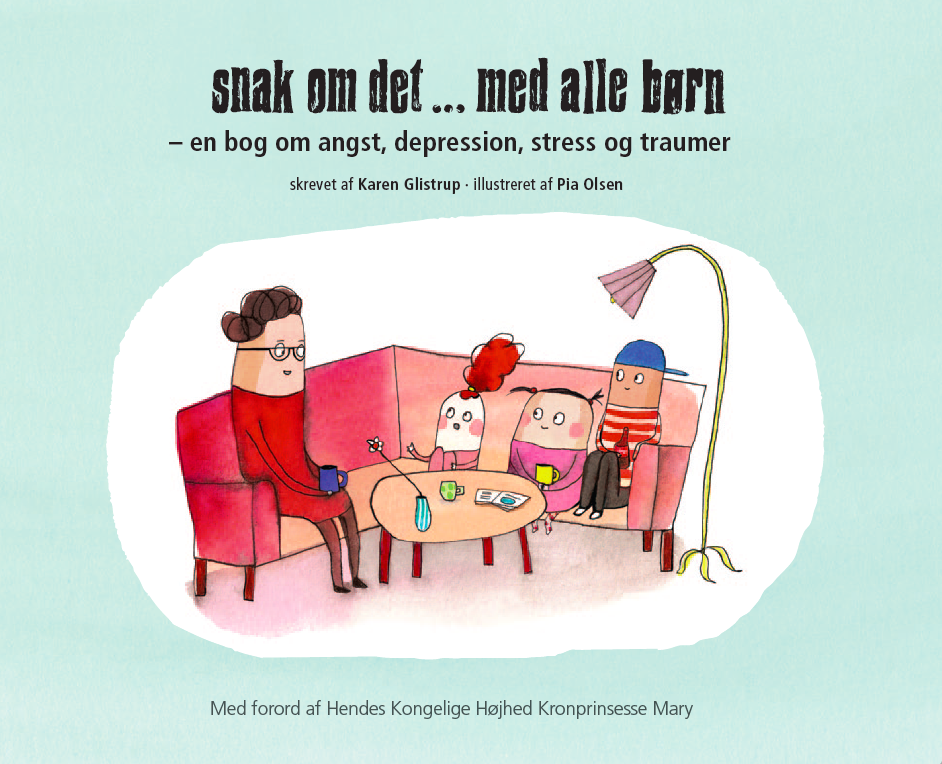 snak om det ... med alle børn
– en bog om angst, depression, stress og traumer
skrevet af Karen Glistrup · illustreret af Pia Olsen
Med forord af Hendes Kongelige Højhed Kronprinsesse Mary